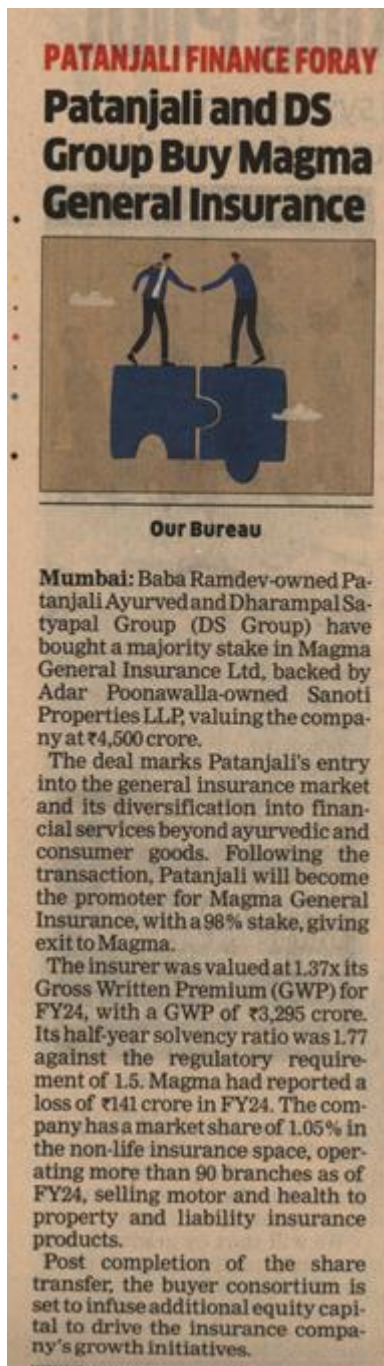 PATANJALI FINANCE FORAY
Patanjali and DS
Group Buy Magma
General Insurance
Our Bureau
Mumbai: Baba Ramdev-owned Pa-
tanjali Ayurved and Dharampal Sa-
tyapal Group (DS Group) have
bought a majority stake in Magma
General Insurance Ltd, backed by
Adar Poonawalla-owned Sanoti
Properties LLP, valuing the compa-
ny at ₹4,500 crore.
The deal marks Patanjali's entry
into the general insurance market
and its diversification into finan-
cial services beyond ayurvedic and
consumer goods. Following the
transaction, Patanjali will become
the promoter for Magma General
Insurance, with a 98% stake, giving
exit to Magma.
The insurer was valued at 1.37x its
Gross Written Premium (GWP) for
FY24, with a GWP of ₹3,295 crore.
Its half-year solvency ratio was 1.77
against the regulatory require-
ment of 1.5. Magma had reported a
loss of ₹141 crore in FY24. The com-
pany has a market share of 1.05% in
the non-life insurance space, oper-
ating more than 90 branches as of
FY24, selling motor and health to
property and liability insurance
products.
Post completion of the share
transfer, the buyer consortium is
set to infuse additional equity capi-
tal to drive the insurance compa-
ny's growth initiatives.